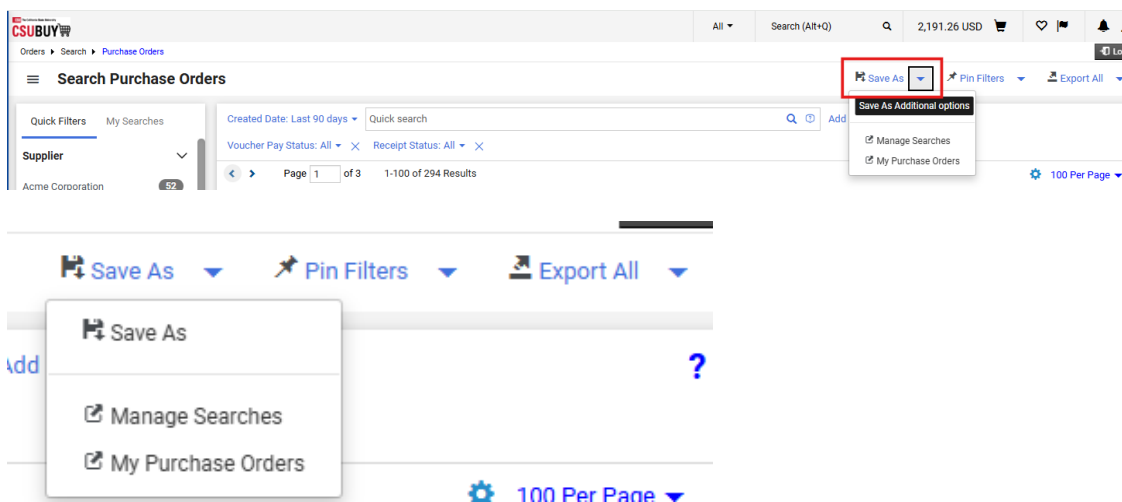 CSUBUY
All Search (Alt+Q) 2,191.26 USD
Orders Search Purchase Orders
Search Purchase Orders
Save As Pin Filters Export All
Save As Additional options
Quick Filters My Searches
Created Date: Last 90 days Quick search Add
Manage Searches
Voucher Pay Status: All Receipt Status: All
Supplier
My Purchase Orders
Page 1 of 3 1-100 of 294 Results
100 Per Page
Acme Corporation 52
Save As Pin Filters Export All
Save As
Add
?
Manage Searches
My Purchase Orders
100 Per Page